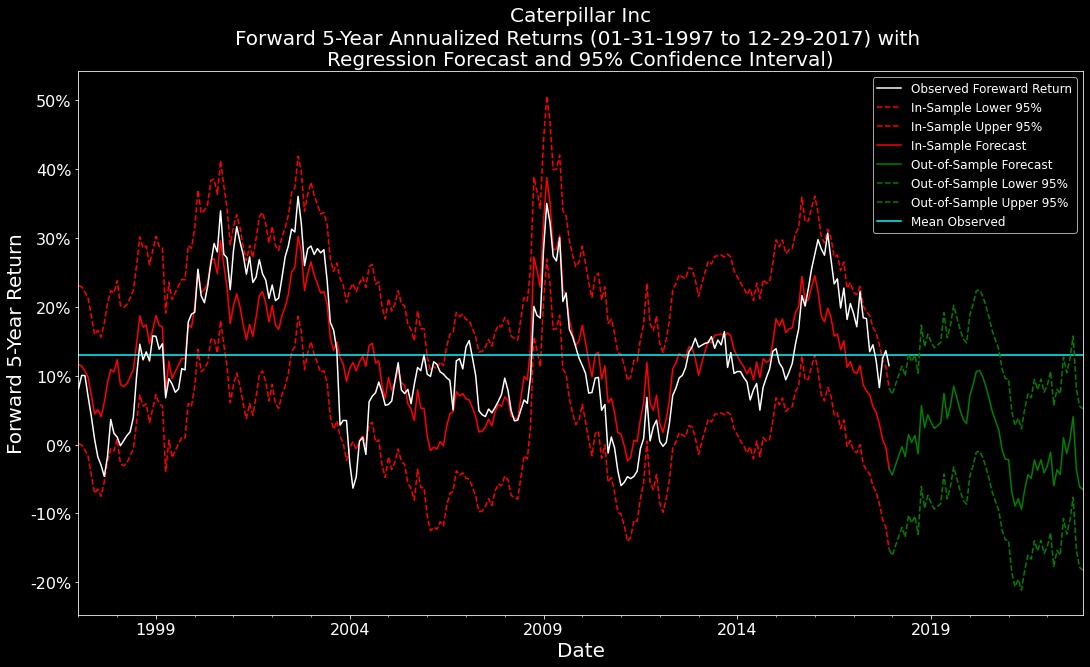 Caterpillar Inc
Forward 5-Year Annualized Returns (01-31-1997 to 12-29-2017) with
Regression Forecast and 95% Confidence Interval)
Observed Foreward Return
In-Sample Lower 95%
In-Sample Upper 95%
In-Sample Forecast
Out-of-Sample Forecast
Out-of-Sample Lower 95%
Out-of-Sample Upper 95%
Mean Observed
Forward 5-Year Return
50%
40%
30%
20%
10%
0%
-10%
-20%
1999
2004
2009
2014
2019
Date